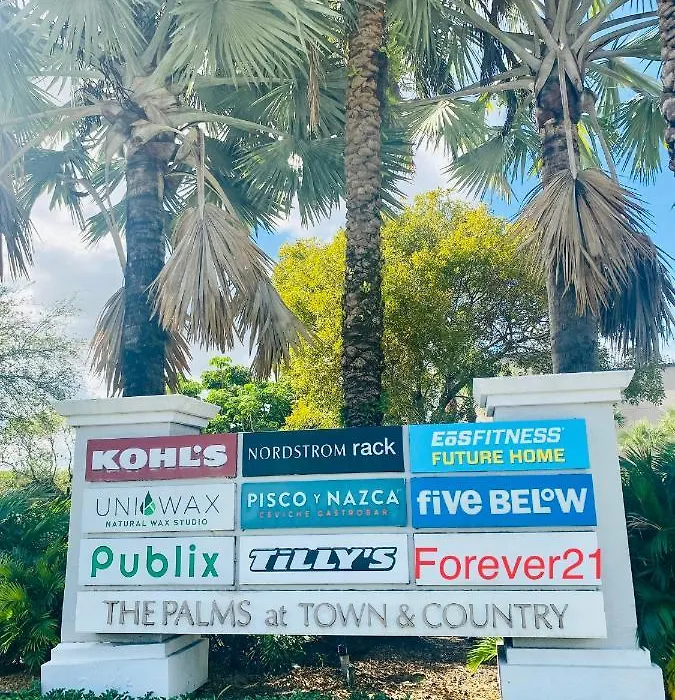 KOHL'S
NORDSTROM rack
EōSFITNESS
FUTURE HOME
UNIWAX
NATURAL WAX STUDIO
PISCO Y NAZCA
CEVICHE GASTROBAR
fiVE BELOW
Publix
TiLLY'S
Forever21
THE PALMS at TOWN & COUNTRY